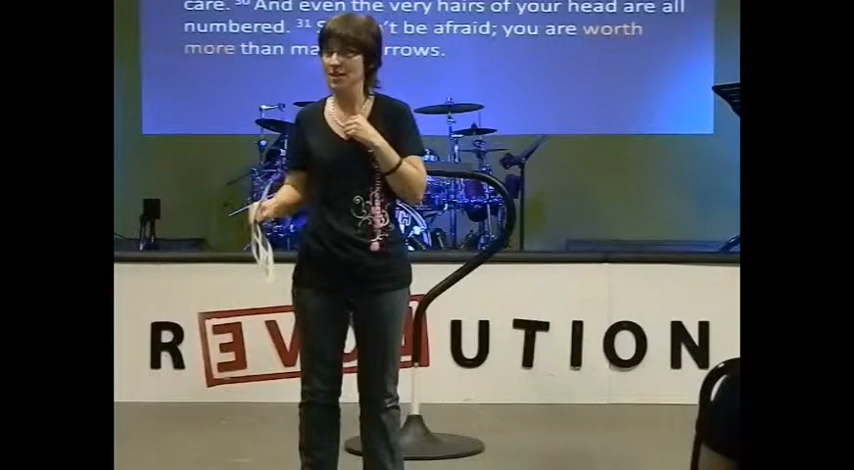 care. 30 And even the very hairs of your head are all
numbered. 31 be afraid, you are worth
more than rows.
REVOLUTION